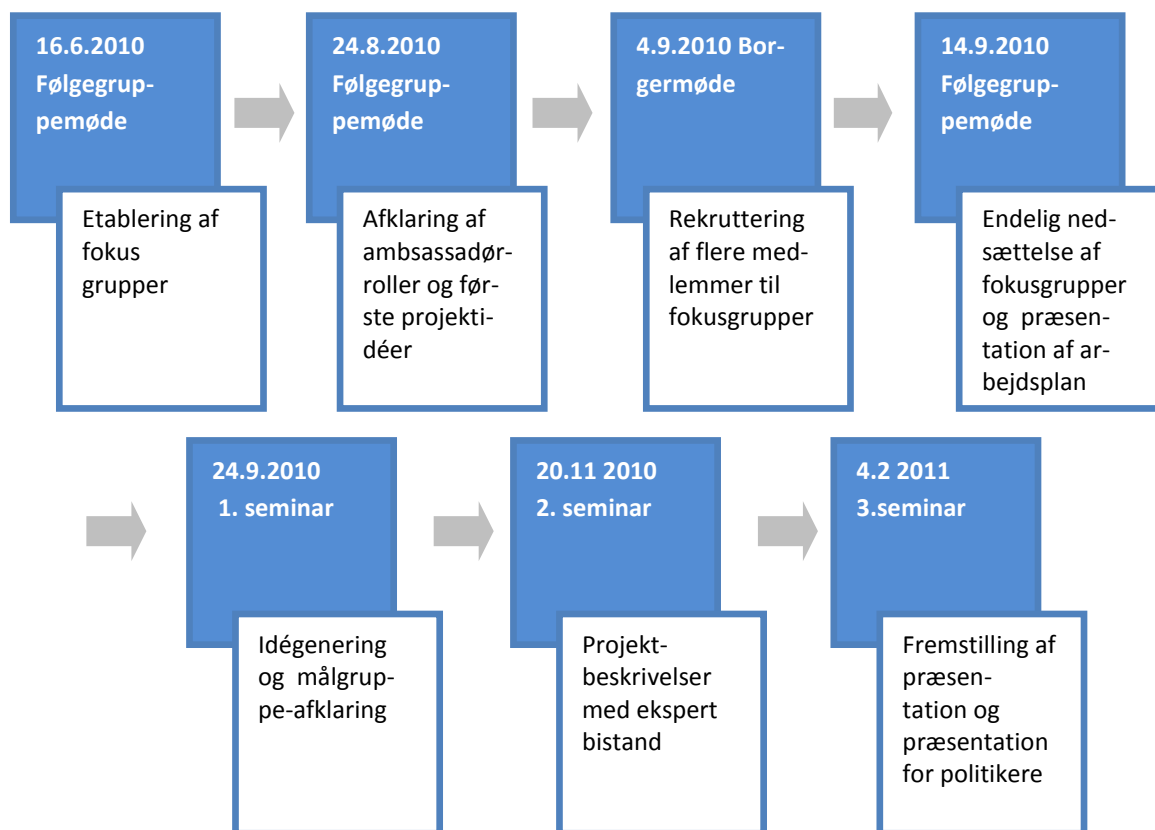 16.6.2010
Følgegrup-
pemøde
Etablering af
fokus
grupper
24.8.2010
Følgegrup-
pemøde
Afklaring af
ambsassadør-
roller og før-
ste projekti-
déer
4.9.2010 Bor-
germøde
Rekruttering
af flere med-
lemmer til
fokusgrupper
14.9.2010
Følgegrup-
pemøde
Endelig ned-
sættelse af
fokusgrupper
og præsen-
tation af ar-
bejdsplan
24.9.2010
1. seminar
Idégenering
og målgrup-
pe-afklaring
20.11 2010
2. seminar
Projekt-
beskrivelser
med ekspert
bistand
4.2 2011
3.seminar
Fremstilling af
præsen-
tation og
præsentation
for politikere